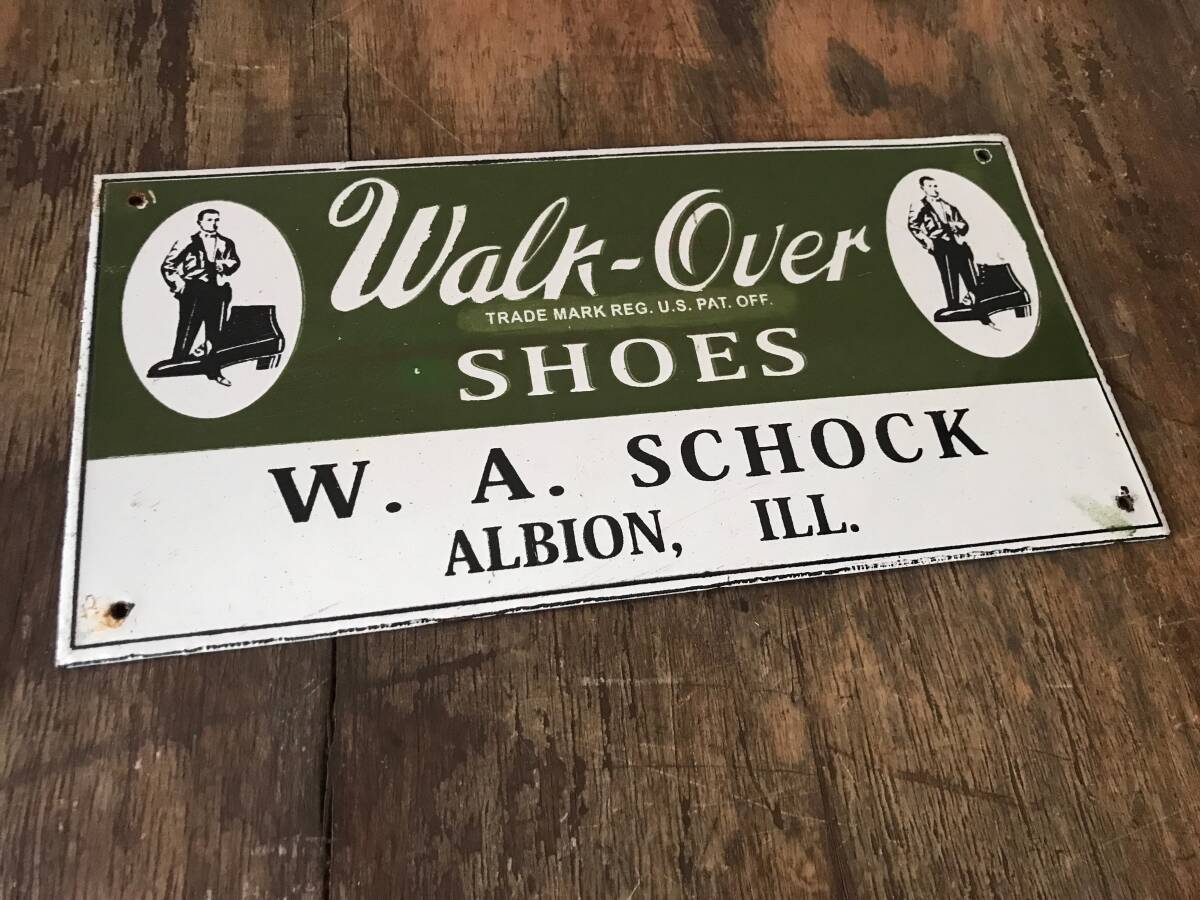 Walk-Over
TRADE MARK REG. U.S. PAT. OFF.
SHOES
W. A. SCHOCK
ALBION, ILL.